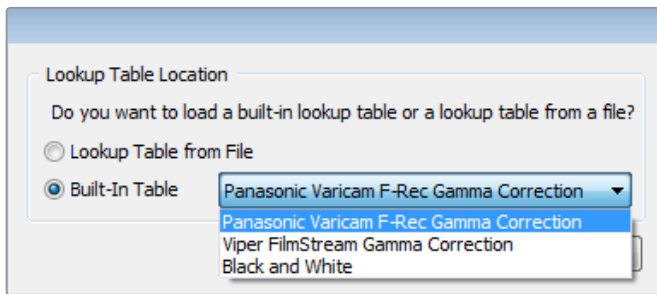 Lookup Table Location
Do you want to load a built-in lookup table or a lookup table from a file?
Lookup Table from File
Built-In Table Panasonic Varicam F-Rec Gamma Correction
Panasonic Varicam F-Rec Gamma Correction
Viper FilmStream Gamma Correction
Black and White